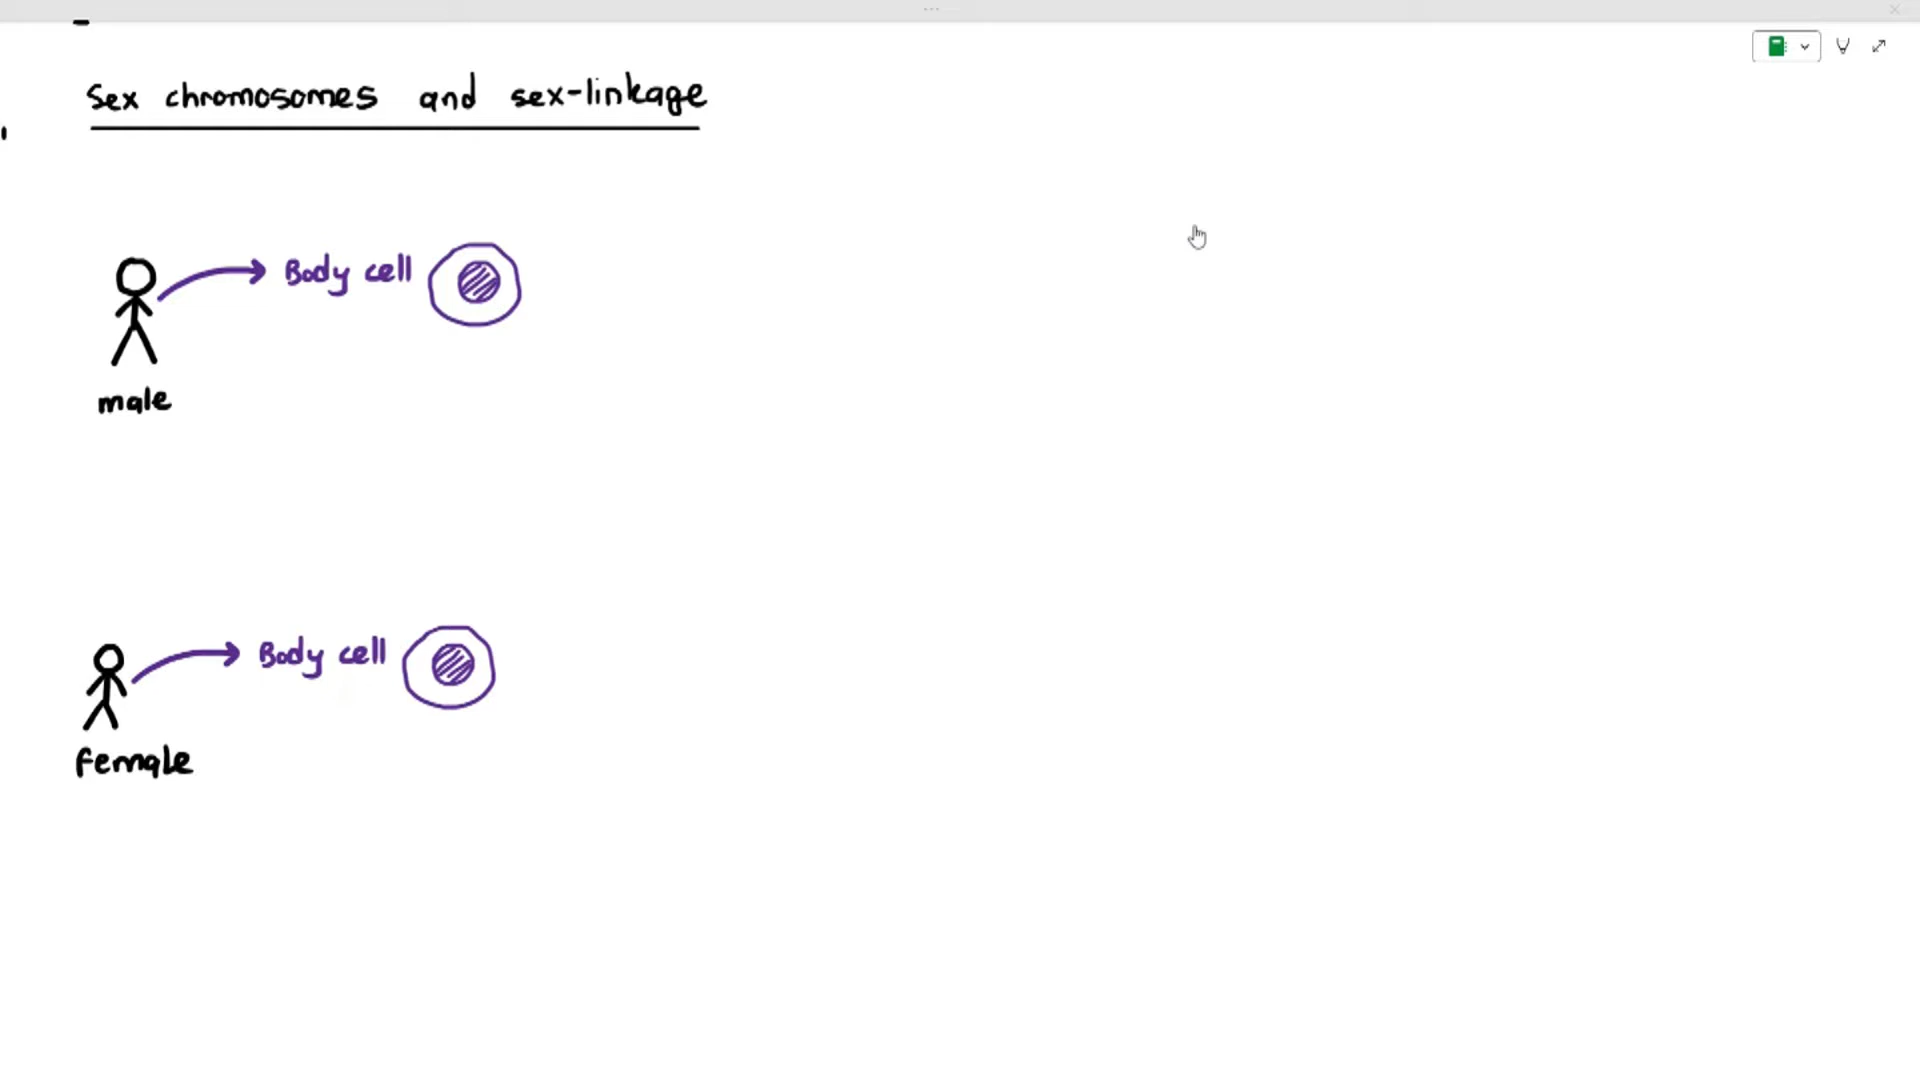 Sex chromosomes and sex-linkage
Body cell
male
Body cell
female